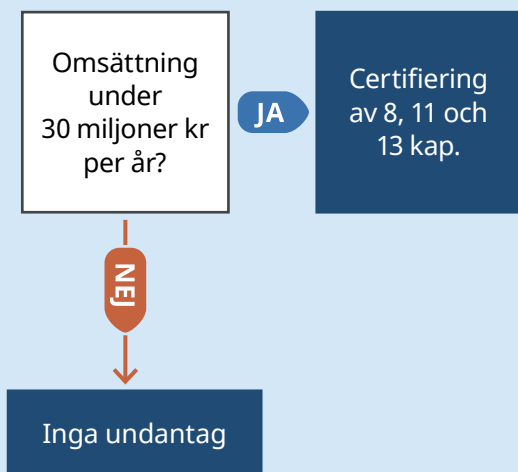 Omsättning
under
30 miljoner kr
per år?
JA
Certifiering
av 8, 11 och
13 kap.
NEJ
Inga undantag